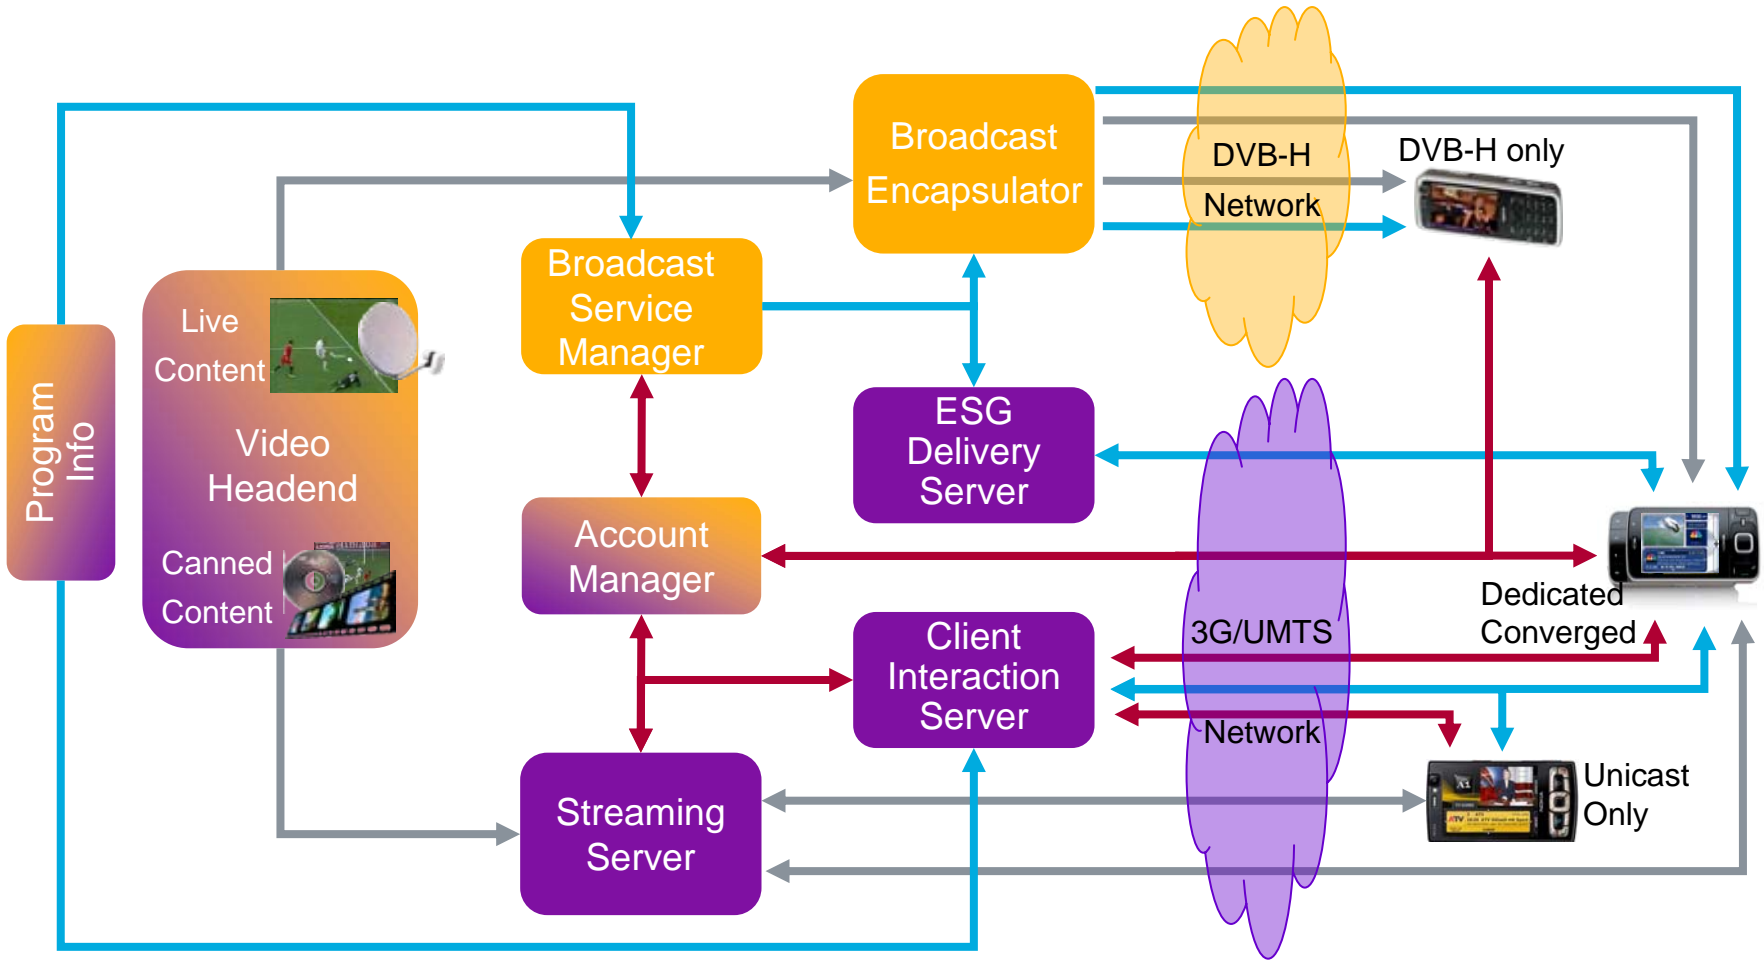 Broadcast
Encapsulator
DVB-H
Network
DVB-H only
Broadcast
Service
Manager
Live
Content
Video
Headend
Canned
Content
Program
Info
ESG
Delivery
Server
Account
Manager
Client
Interaction
Server
3G/UMTS
Network
Dedicated
Converged
Streaming
Server
Unicast
Only
ATV